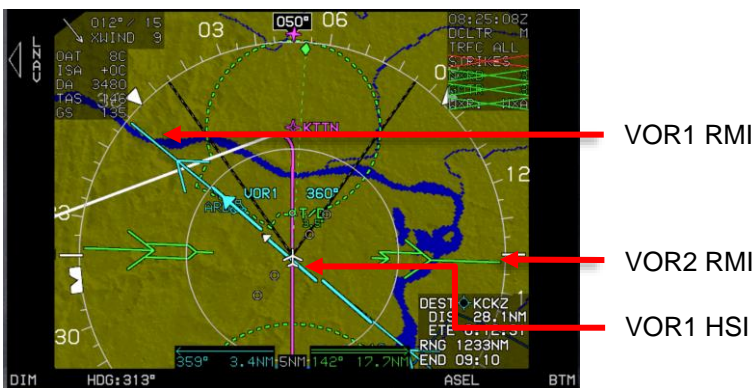 012°/ 15
XWIND 9
LNAV
OAT 8C
ISA +0C
DA 3480
TAS
GS 135
03
050°
06
08:25:08Z
DCLTR M
TRFC ALL
STRIKES
KTTN
12
VOR1 360°
T/D
30
DEST KCKZ
DIS 28.1NM
ETE
RNG 1233NM
END 09:10
359° 3.4NM
5NM
142° 17.7NM
DIM
HDG:313°
ASEL
BTM
VOR1 RMI
VOR2 RMI
VOR1 HSI